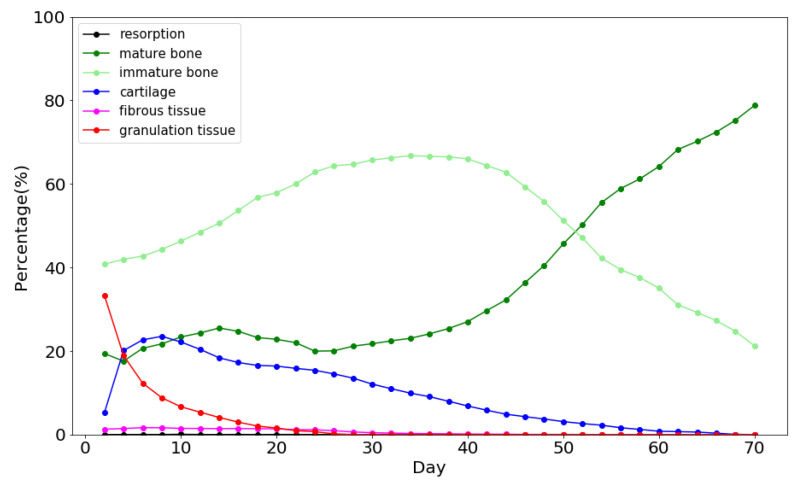 100
80
60
40
20
0
Percentage(%)
resorption
mature bone
immature bone
cartilage
fibrous tissue
granulation tissue
0 10 20 30 40 50 60 70
Day